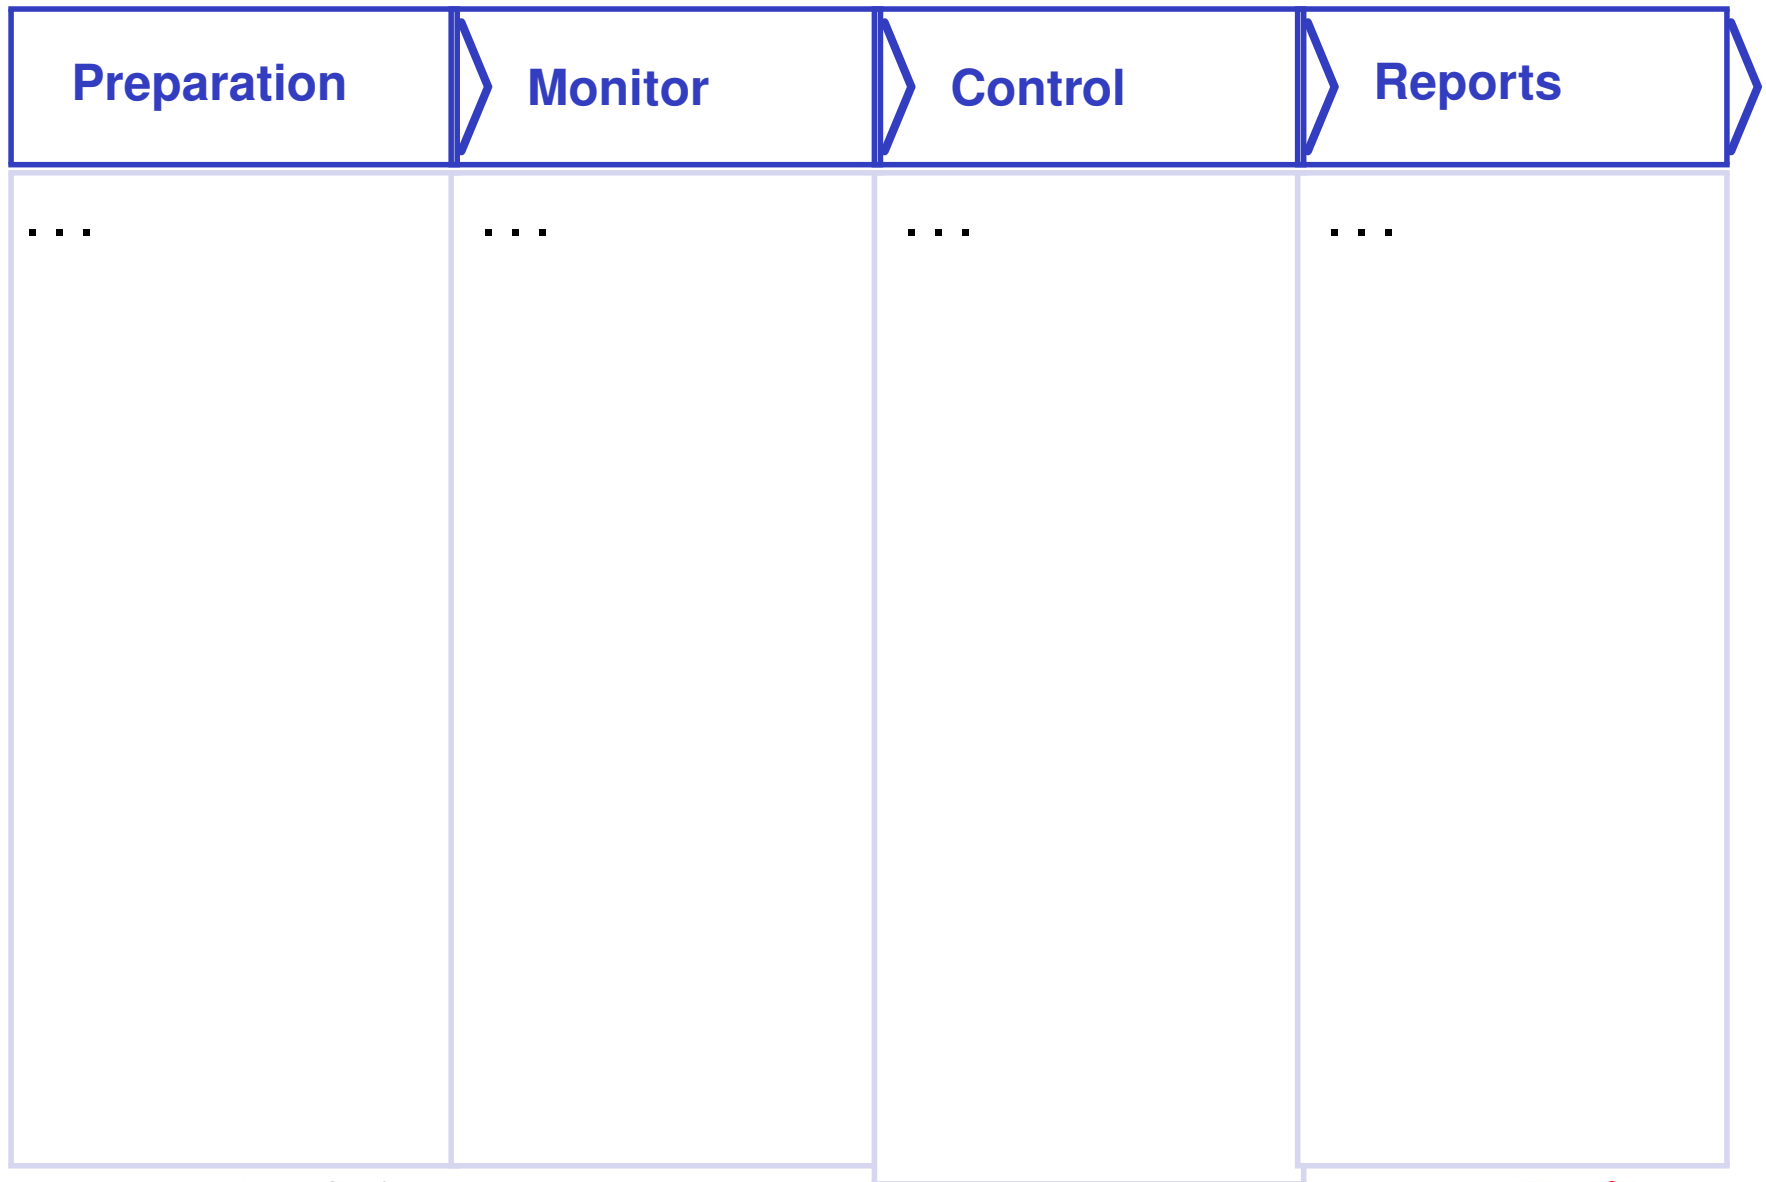 Preparation
Monitor
Control
Reports
. . .
. . .
. . .
. . .